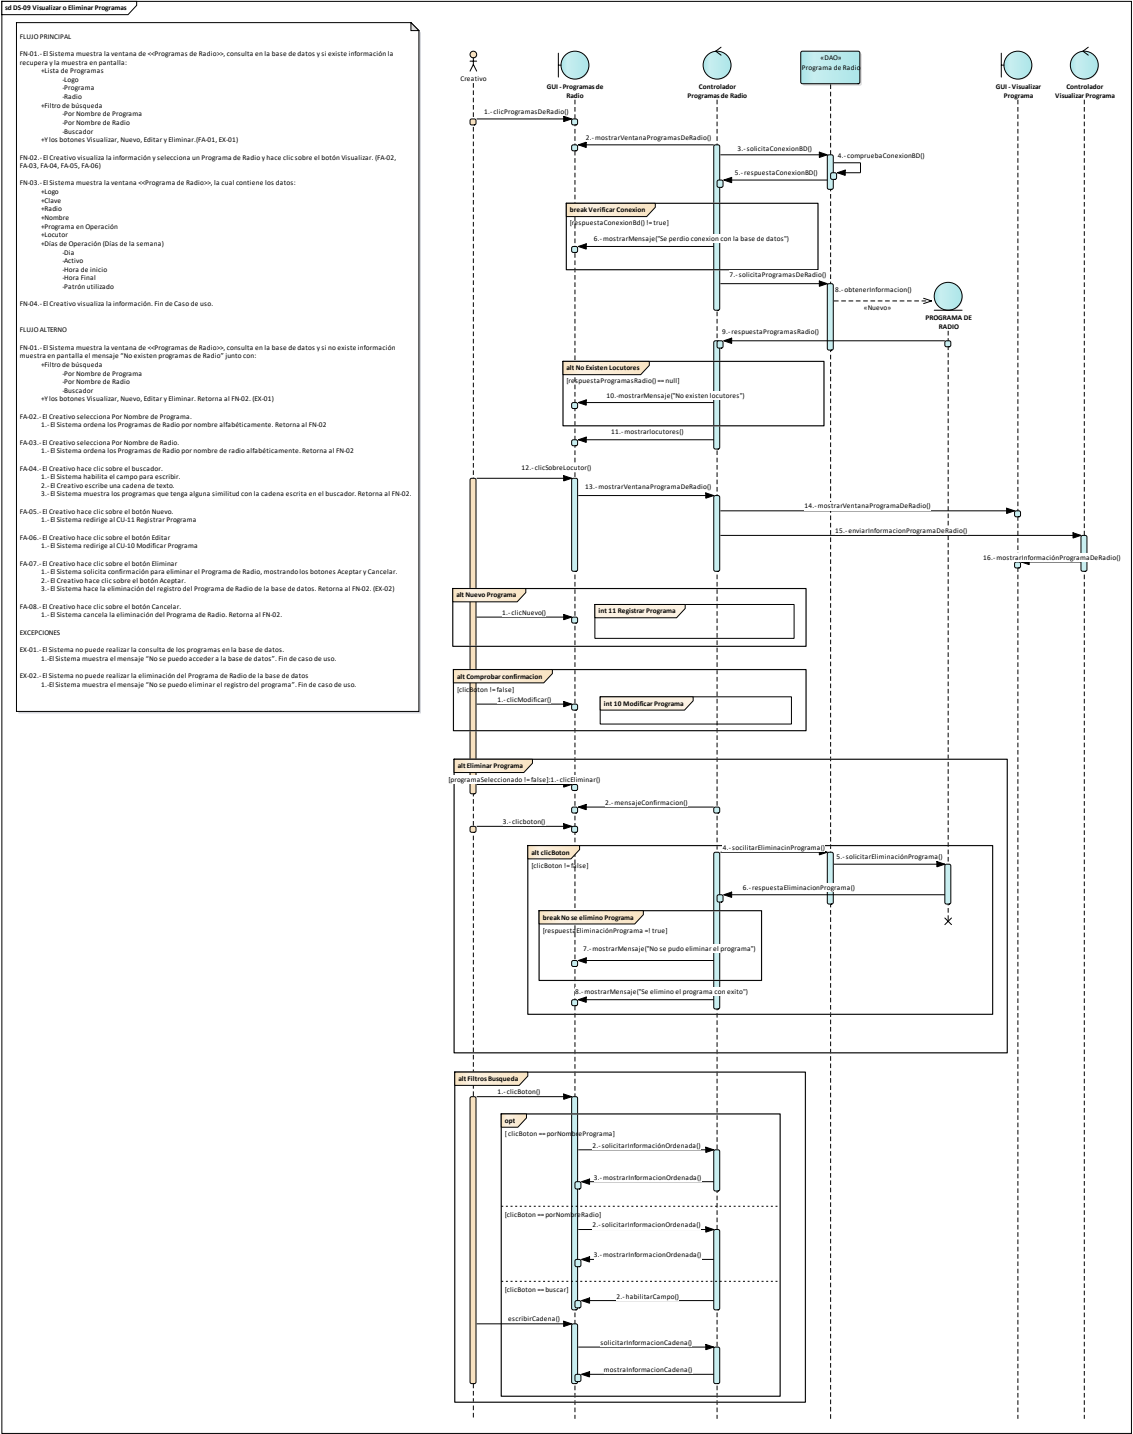 sd DS-09 Visualizar o Eliminar Programas
FLUJO PRINCIPAL
FN-01.- El Sistema muestra la ventana de <<Programas de Radio>>, consulta en la base de datos y si existe información la
recupera y la muestra en pantalla:
+Lista de Programas
-Logo
-Programa
-Radio
+Filtro de búsqueda
-Por Nombre de Programa
-Por Nombre de Radio
-Buscador
+Y los botones Visualizar, Nuevo, Editar y Eliminar.(FA-01, EX-01)
FN-02.- El Creativo visualiza la información y selecciona un Programa de Radio y hace clic sobre el botón Visualizar. (FA-02,
FA-03, FA-04, FA-05, FA-06)
FN-03.- El Sistema muestra la ventana <<Programa de Radio>>, la cual contiene los datos:
+Logo
+Clave
+Radio
+Nombre
+Programa en Operación
+Locutor
+Días de Operación (Días de la semana)
-Dia
-Activo
-Hora de inicio
-Hora Final
-Patrón utilizado
FN-04.- El Creativo visualiza la información. Fin de Caso de uso.
FLUJO ALTERNO
FN-01.- El Sistema muestra la ventana de <<Programas de Radio>>, consulta en la base de datos y si no existe información
muestra en pantalla el mensaje "No existen programas de Radio" junto con:
+Filtro de búsqueda
-Por Nombre de Programa
-Por Nombre de Radio
-Buscador
+Y los botones Visualizar, Nuevo, Editar y Eliminar. Retorna al FN-02. (EX-01)
FA-02.- El Creativo selecciona Por Nombre de Programa.
1.- El Sistema ordena los Programas de Radio por nombre alfabéticamente. Retorna al FN-02
FA-03.- El Creativo selecciona Por Nombre de Radio.
1.- El Sistema ordena los Programas de Radio por nombre de radio alfabéticamente. Retorna al FN-02
FA-04.- El Creativo hace clic sobre el buscador.
1.- El Sistema habilita el campo para escribir.
2.- El Creativo escribe una cadena de texto.
3.- El Sistema muestra los programas que tenga alguna similitud con la cadena escrita en el buscador. Retorna al FN-02.
FA-05.- El Creativo hace clic sobre el botón Nuevo.
1.- El Sistema redirige al CU-11 Registrar Programa
FA-06.- El Creativo hace clic sobre el botón Editar
1.- El Sistema redirige al CU-10 Modificar Programa
FA-07.- El Creativo hace clic sobre el botón Eliminar
1.- El Sistema solicita confirmación para eliminar el Programa de Radio, mostrando los botones Aceptar y Cancelar.
2.- El Creativo hace clic sobre el botón Aceptar.
3.- El Sistema hace la eliminación del registro del Programa de Radio de la base de datos. Retorna al FN-02. (EX-02)
FA-08.- El Creativo hace clic sobre el botón Cancelar.
1.- El Sistema cancela la eliminación del Programa de Radio. Retorna al FN-02.
EXCEPCIONES
EX-01.- El Sistema no puede realizar la consulta de los programas en la base de datos.
1.-El Sistema muestra el mensaje "No se puedo acceder a la base de datos". Fin de caso de uso.
EX-02.- El Sistema no puede realizar la eliminación del Programa de Radio de la base de datos
1.-El Sistema muestra el mensaje "No se puedo eliminar el registro del programa". Fin de caso de uso.
Creativo
GUI - Programas de
Radio
Controlador
Programas de Radio
«DAO»
Programa de Radio
GUI - Visualizar
Programa
Controlador
Visualizar Programa
1.- clicProgramasDeRadio()
2.- mostrarVentanaProgramasDeRadio()
3.- solicitaConexionBD()
4.- compruebaConexionBD()
5.- respuestaConexionBD()
break Verificar Conexion
[respuestaConexionBd() != true]
6.- mostrarMensaje("Se perdio conexion con la base de datos")
7.- solicitaProgramasDeRadio()
8.- obtenerInformacion()
«Nuevo»
PROGRAMA DE
RADIO
9.- respuestaProgramasRadio()
alt No Existen Locutores
[respuestaProgramasRadio() == null]
10.-mostrarMensaje("No existen locutores")
11.- mostrarlocutores()
12.- clicSobreLocutor()
13.- mostrarVentanaProgramaDeRadio()
14.- mostrarVentanaProgramaDeRadio()
15.- enviarInformacionProgramaDeRadio()
16.- mostrarInformaciónProgramaDeRadio()
alt Nuevo Programa
1.- clicNuevo()
int 11 Registrar Programa
alt Comprobar confirmacion
[clicBoton != false]
1.- clicModificar()
int 10 Modificar Programa
alt Eliminar Programa
[programaSeleccionado != false]:1.- clicEliminar()
2.- mensajeConfirmacion()
3.- clicboton()
alt clicBoton
[clicBoton != false]
4.- socilitarEliminacinPrograma()
5.- solicitarEliminaciónPrograma()
6.- respuestaEliminacionPrograma()
break No se elimino Programa
[respuestaEliminaciónPrograma =! true]
7.- mostrarMensaje("No se pudo eliminar el programa")
8.- mostrarMensaje("Se elimino el programa con exito")
alt Filtros Busqueda
1.- clicBoton()
opt
[ clicBoton == porNombrePrograma]
2.- solicitarInformaciónOrdenada()
3.- mostrarInformacionOrdenada()
[clicBoton == porNombreRadio]
2.- solicitarInformacionOrdenada()
3.- mostrarInformacionOrdenada()
[clicBoton == buscar]
2.- habilitarCampo()
escribirCadena()
solicitarInformacionCadena()
mostraInformacionCadena()